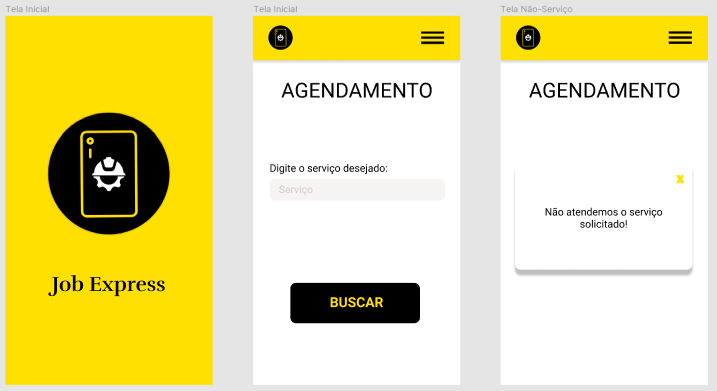 Tela Inicial
Job Express
Tela Inicial
AGENDAMENTO
Digite o serviço desejado:
Serviço
BUSCAR
Tela Não-Serviço
AGENDAMENTO
X
Não atendemos o serviço
solicitado!